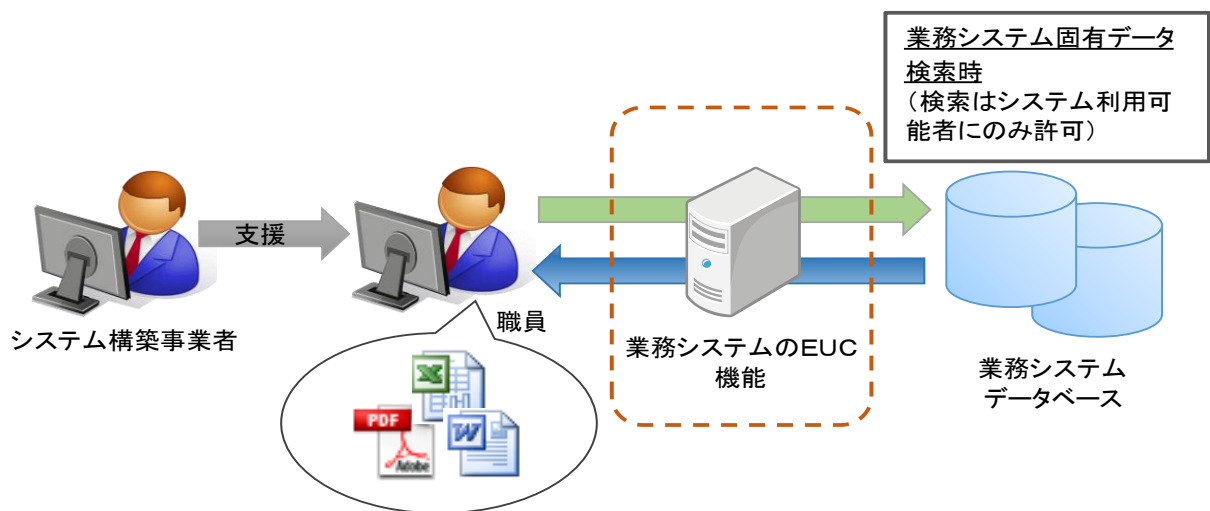 業務システム固有データ
検索時
（検索はシステム利用可
能者にのみ許可）
支援
システム構築事業者
職員
業務システムのEUC
機能
業務システム
データベース
PDF
Adobe